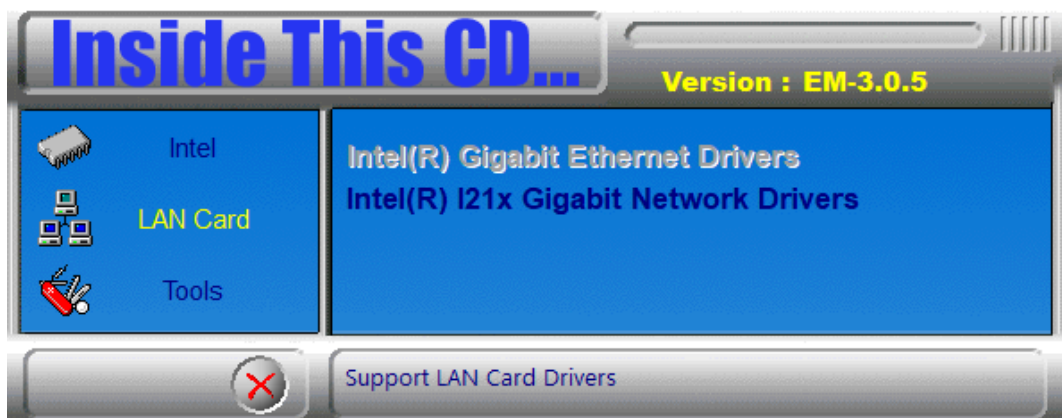 Inside This CD...
Version : EM-3.0.5
Intel
LAN Card
Tools
Intel(R) Gigabit Ethernet Drivers
Intel(R) I21x Gigabit Network Drivers
Support LAN Card Drivers